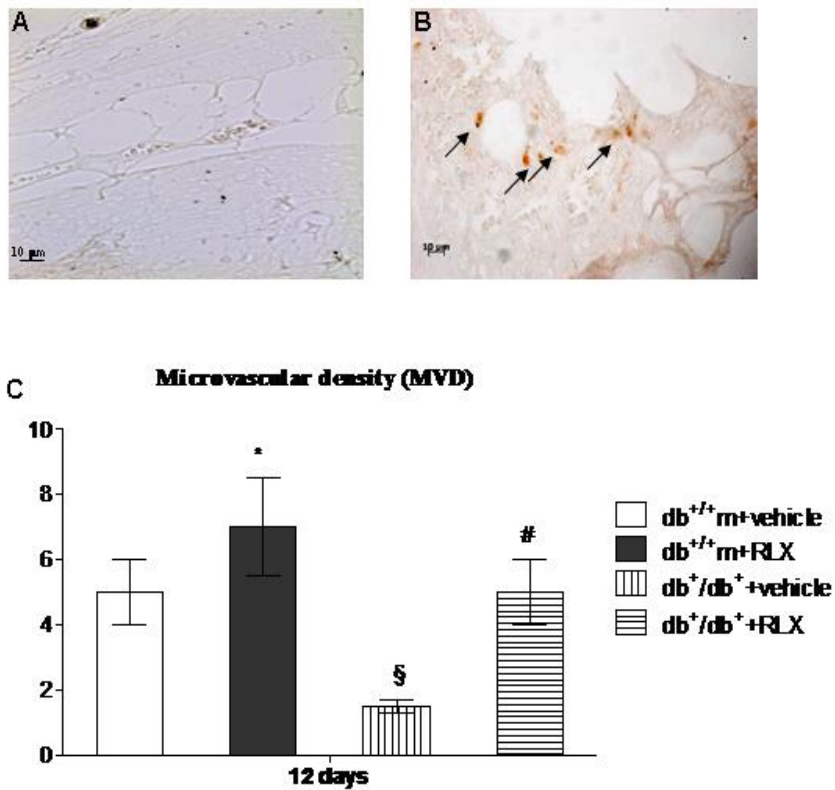 A
B
10 µm
10 µm
C
Microvascular density (MVD)
10
8
6
4
2
0
*
§
#
12 days
db+/+m+vehicle
db+/+m+RLX
db+/db++vehicle
db+/db++RLX